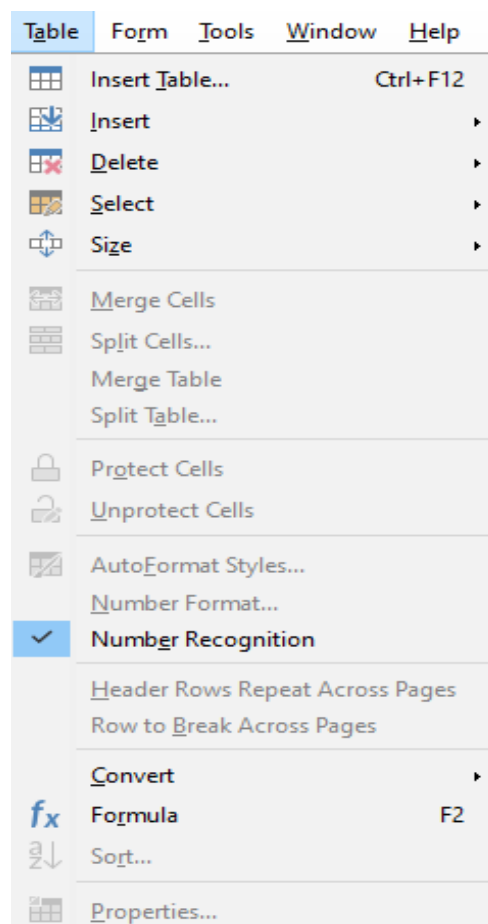 Table Form Tools Window Help
Insert Table... Ctrl+F12
Insert
Delete
Select
Size
Merge Cells
Split Cells...
Merge Table
Split Table...
Protect Cells
Unprotect Cells
AutoFormat Styles...
Number Format...
Number Recognition
Header Rows Repeat Across Pages
Row to Break Across Pages
Convert
fx Formula F2
Sort...
Properties...